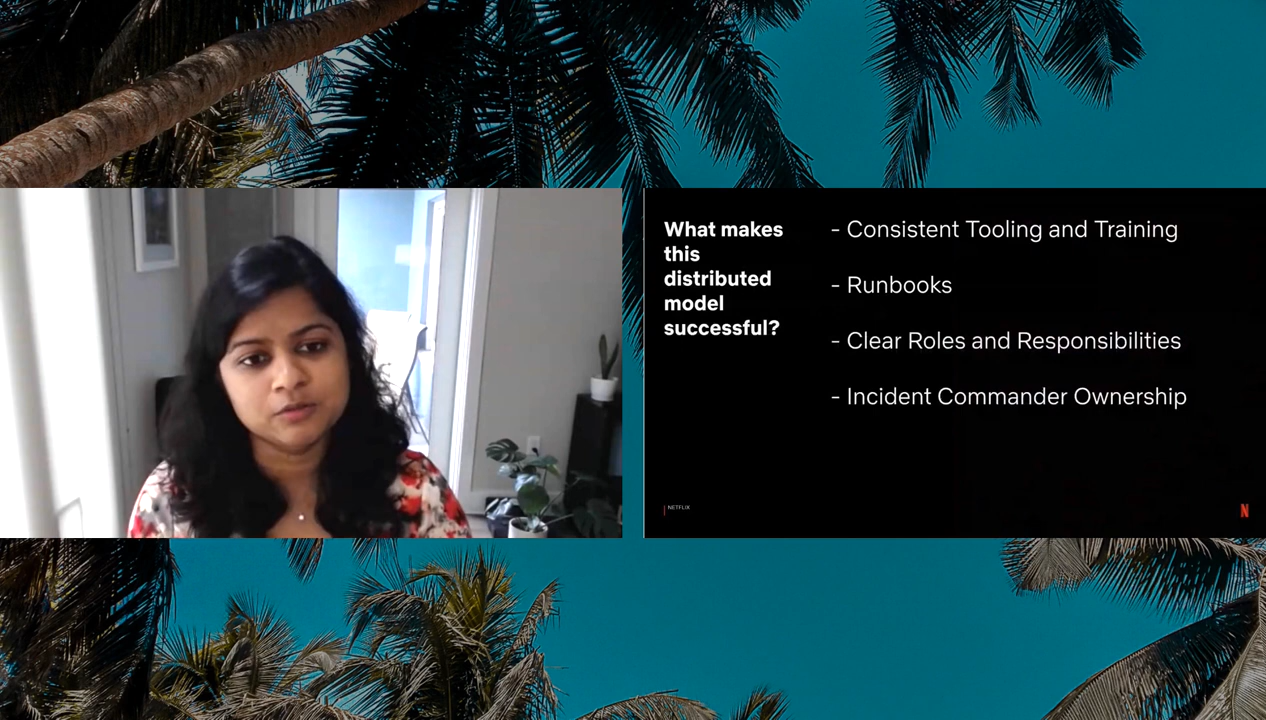 What makes
this
distributed
model
successful?
- Consistent Tooling and Training
- Runbooks
- Clear Roles and Responsibilities
- Incident Commander Ownership
NETFLIX
N